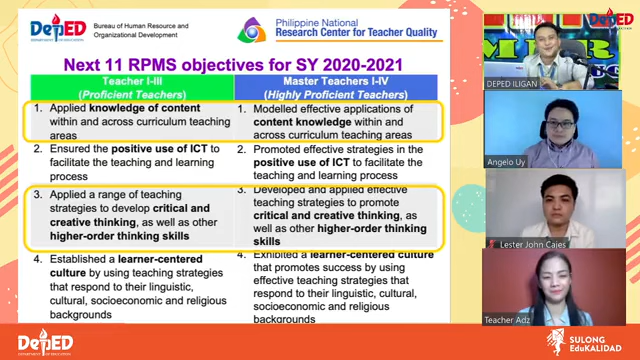 DepED
DEPARTMENT OF EDUCATION
Bureau of Human Resource and
Organizational Development
Philippine National
Research Center for Teacher Quality
Next 11 RPMS objectives for SY 2020-2021
Teacher I-III
(Proficient Teachers)
Master Teachers I-IV
(Highly Proficient Teachers)
1. Applied knowledge of content
within and across curriculum teaching
areas
2. Ensured the positive use of ICT to
facilitate the teaching and learning
process
3. Applied a range of teaching
strategies to develop critical and
creative thinking, as well as other
higher-order thinking skills
4. Established a learner-centered
culture by using teaching strategies
that respond to their linguistic,
cultural, socioeconomic and religious
backgrounds
1. Modelled effective applications of
content knowledge within and
across curriculum teaching areas
2. Promoted effective strategies in the
positive use of ICT to facilitate the
teaching and learning process
3. Developed and applied effective
teaching strategies to promote
critical and creative thinking, as
well as other higher-order thinking
skills
4. Exhibited a learner-centered culture
that promotes success by using
effective teaching strategies that
respond to their linguistic, cultural,
socioeconomic and religious
backgrounds
DepED
DEPED ILIGAN
Angelo Uy
Lester John Cajes
Teacher Adz
DepED
DEPARTMENT OF EDUCATION
SULONG
EduKALIDAD